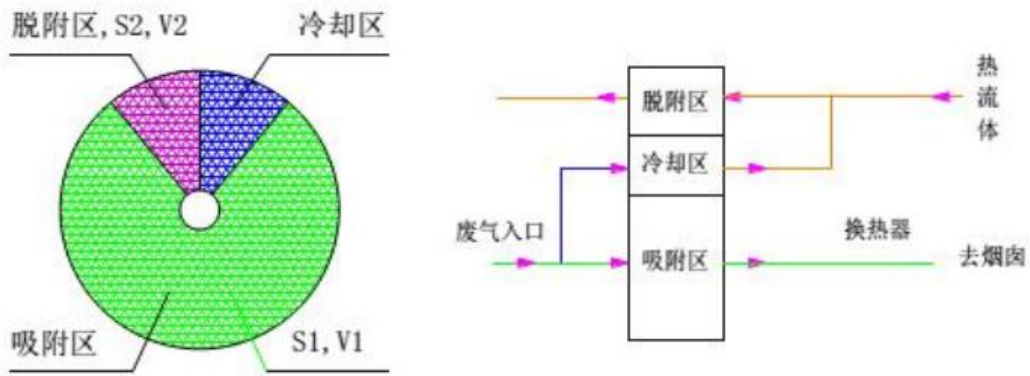 脱附区,S2,V2
冷却区
吸附区
S1,V1
脱附区
冷却区
吸附区
热
流
体
废气入口
换热器
去烟囱